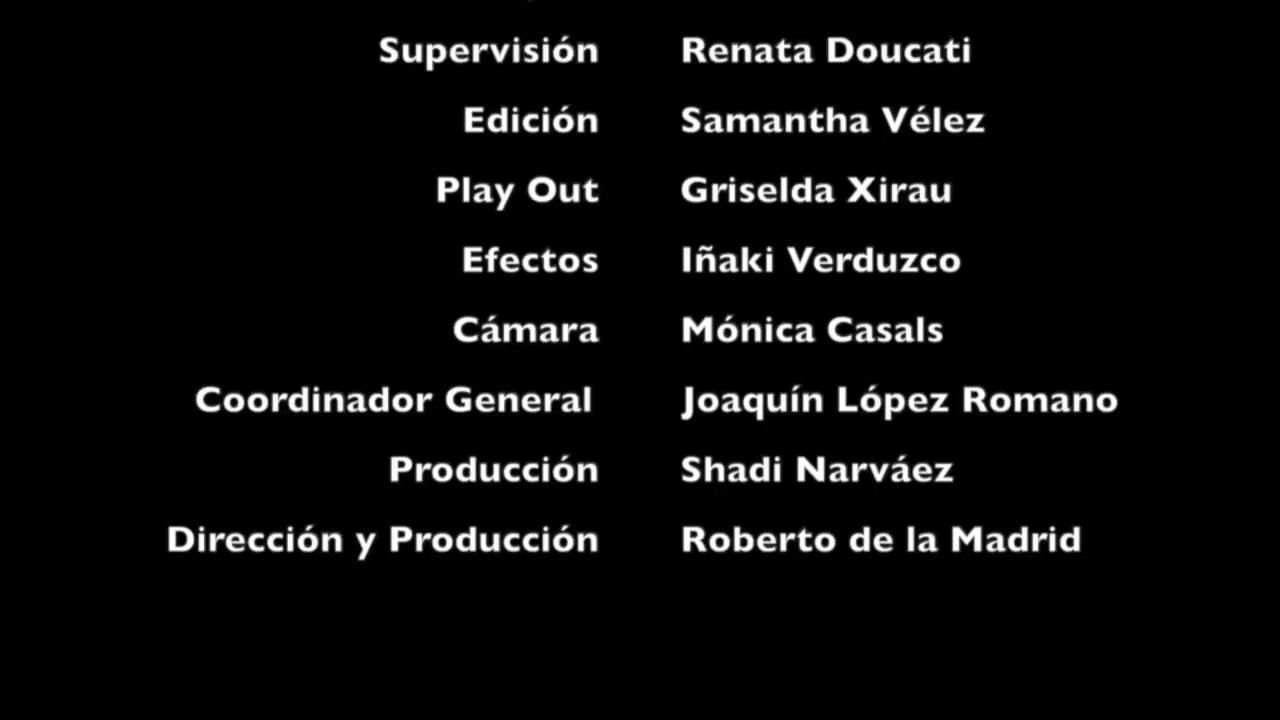 Supervisión Renata Doucati
Edición Samantha Vélez
Play Out Griselda Xirau
Efectos Iñaki Verduzco
Cámara Mónica Casals
Coordinador General Joaquín López Romano
Producción Shadi Narváez
Dirección y Producción Roberto de la Madrid